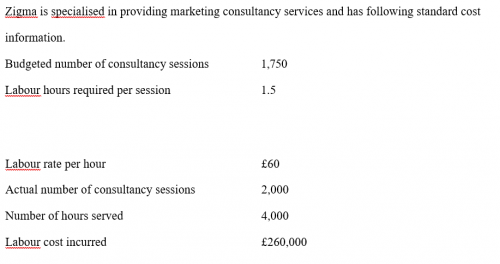 Zigma is specialised in providing marketing consultancy services and has following standard cost
information.
Budgeted number of consultancy sessions 1,750
Labour hours required per session 1.5
Labour rate per hour £60
Actual number of consultancy sessions 2,000
Number of hours served 4,000
Labour cost incurred £260,000